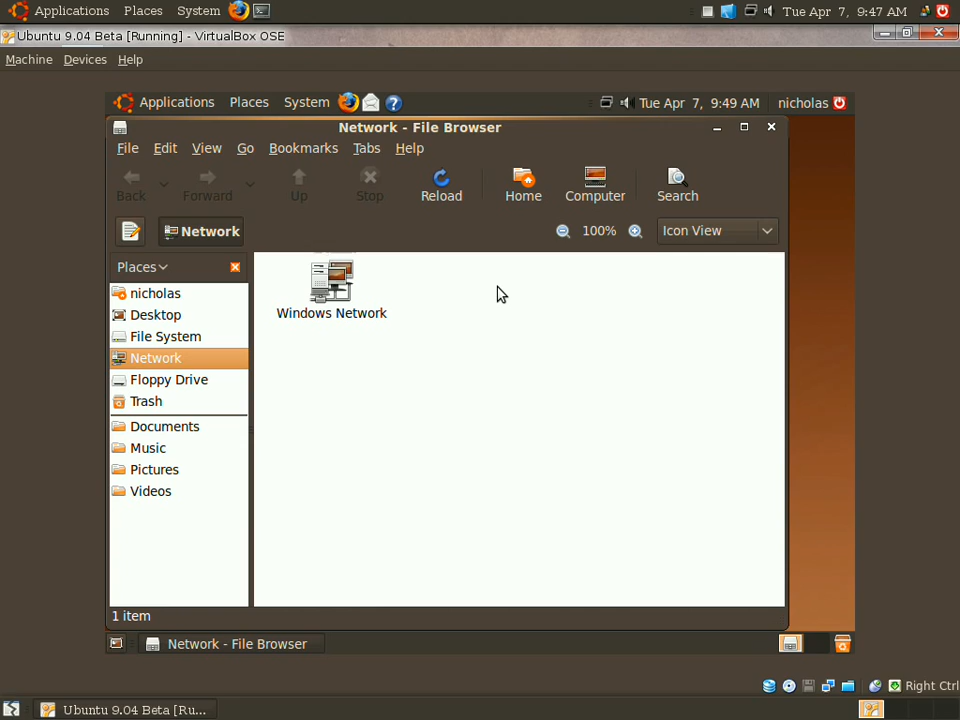 Applications Places System Tue Apr 7, 9:47 AM
Ubuntu 9.04 Beta [Running] - VirtualBox OSE
Machine Devices Help
Applications Places System Tue Apr 7, 9:49 AM nicholas
Network - File Browser
File Edit View Go Bookmarks Tabs Help
Back Forward Up Stop Reload Home Computer Search
Network 100% Icon View
Places
nicholas
Desktop
File System
Network
Floppy Drive
Trash
Documents
Music
Pictures
Videos
Windows Network
1 item
Network - File Browser
Right Ctrl
Ubuntu 9.04 Beta [Ru...